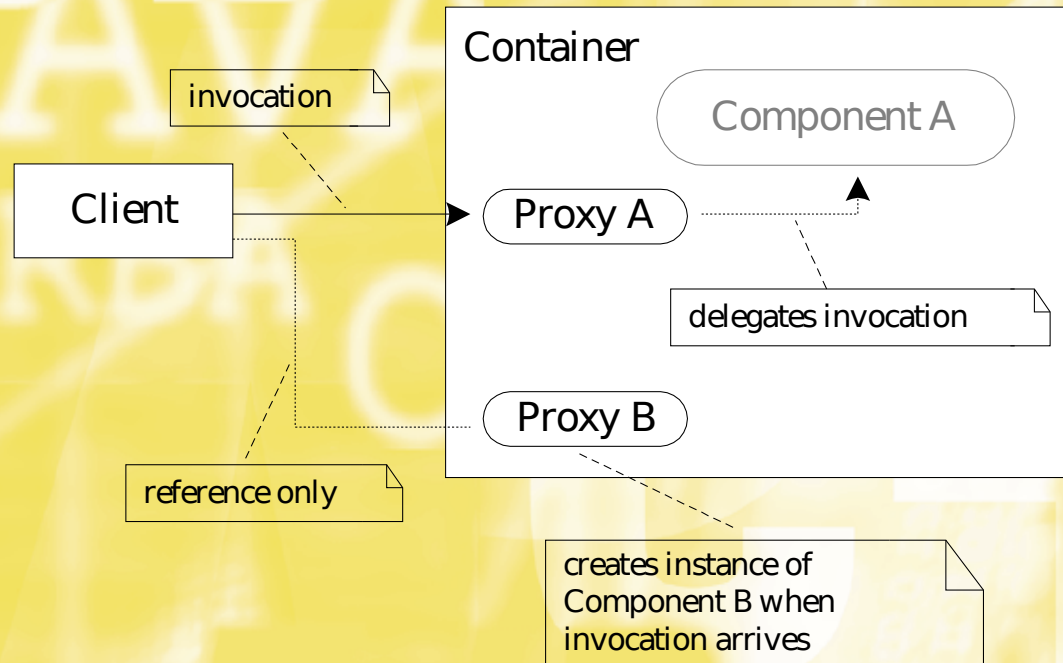 Container
invocation
Component A
Client
Proxy A
delegates invocation
Proxy B
reference only
creates instance of
Component B when
invocation arrives